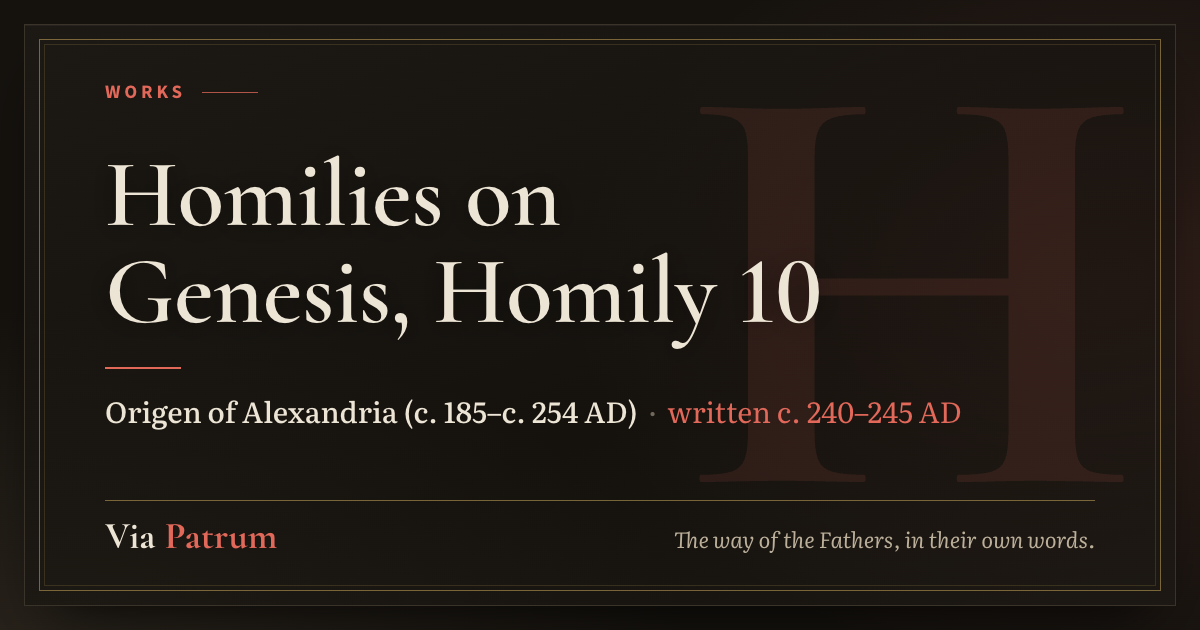 WORKS
Homilies on
Genesis, Homily 10
Origen of Alexandria (c. 185–c. 254 AD) · written c. 240–245 AD
Via Patrum
The way of the Fathers, in their own words.
H